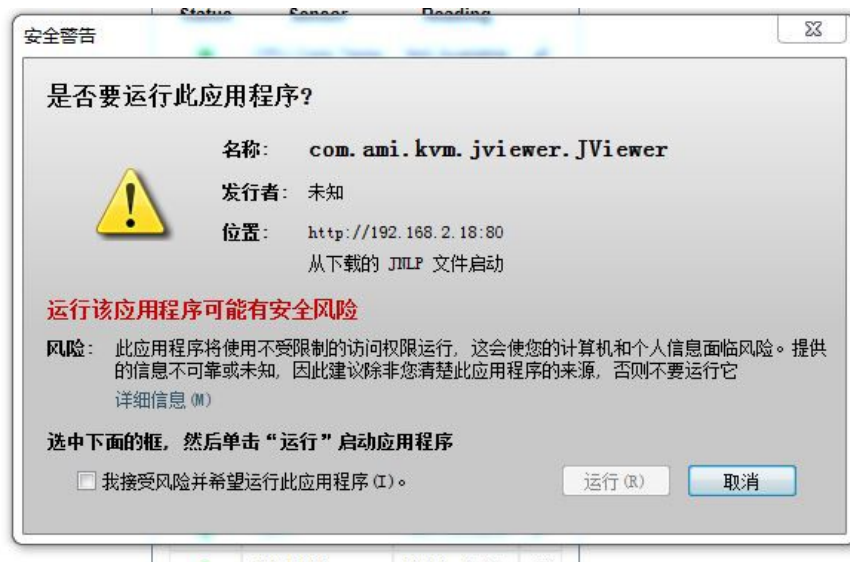 Status Sensor Reading
安全警告
是否要运行此应用程序?
名称: com.ami.kvm.jviewer.JViewer
发行者: 未知
位置: http://192.168.2.18:80
从下载的 JNLP 文件启动
运行该应用程序可能有安全风险
风险: 此应用程序将使用不受限制的访问权限运行, 这会使您的计算机和个人信息面临风险。提供
的信息不可靠或未知, 因此建议除非您清楚此应用程序的来源, 否则不要运行它
详细信息(M)
选中下面的框, 然后单击“运行”启动应用程序
我接受风险并希望运行此应用程序(I)。
运行(R) 取消